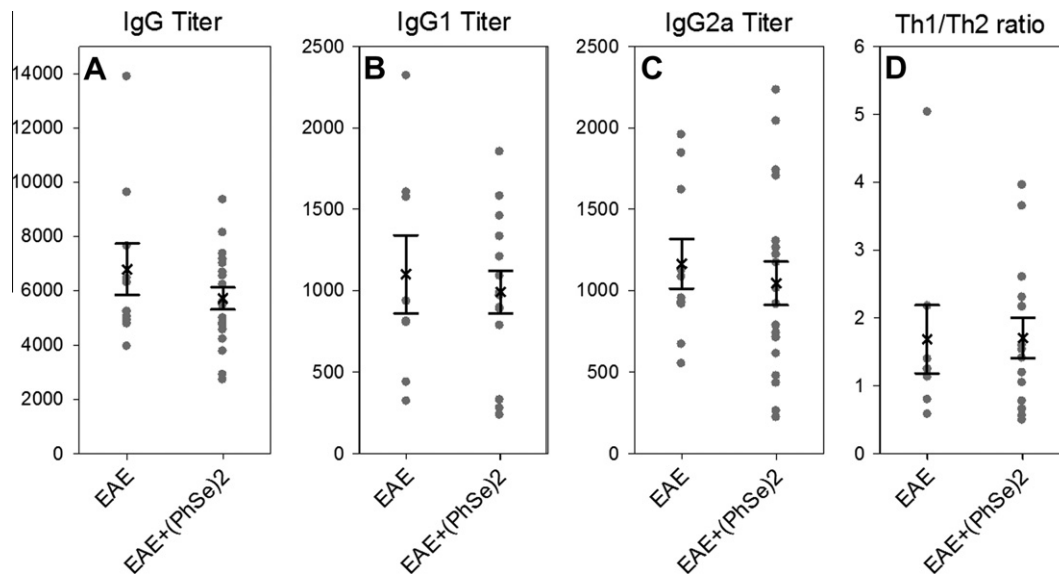 IgG Titer
A
14000
12000
10000
8000
6000
4000
2000
0
EAE
EAE+(PhSe)2
IgG1 Titer
B
2500
2000
1500
1000
500
0
EAE
EAE+(PhSe)2
IgG2a Titer
C
2500
2000
1500
1000
500
0
EAE
EAE+(PhSe)2
Th1/Th2 ratio
D
6
5
4
3
2
1
0
EAE
EAE+(PhSe)2